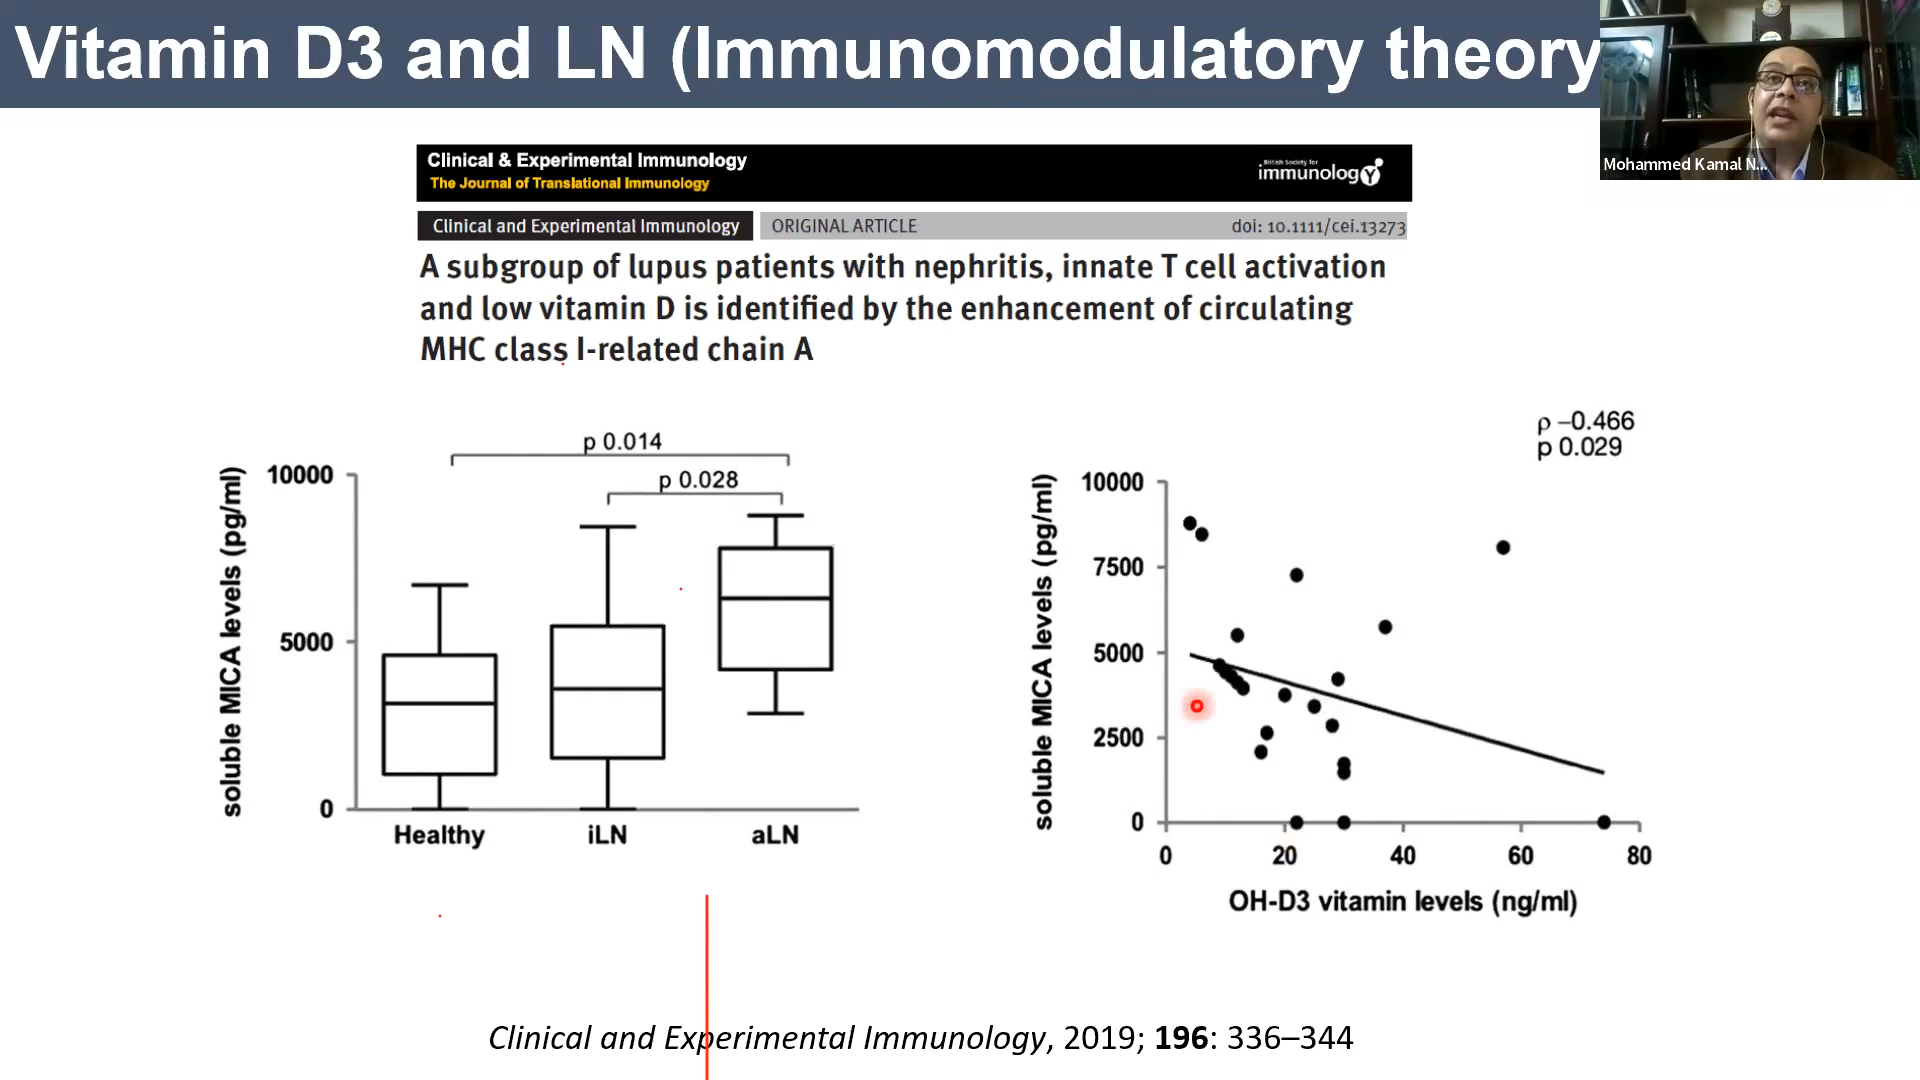 Vitamin D3 and LN (Immunomodulatory theory
Mohammed Kamal N...
Clinical & Experimental Immunology
The Journal of Translational Immunology
British Society for
immunology
Clinical and Experimental Immunology
ORIGINAL ARTICLE
doi: 10.1111/cei.13273
A subgroup of lupus patients with nephritis, innate T cell activation
and low vitamin D is identified by the enhancement of circulating
MHC class I-related chain A
p 0.014
p 0.028
soluble MICA levels (pg/ml)
10000
5000
0
Healthy iLN aLN
ρ –0.466
p 0.029
soluble MICA levels (pg/ml)
10000
7500
5000
2500
0
0 20 40 60 80
OH-D3 vitamin levels (ng/ml)
Clinical and Experimental Immunology, 2019; 196: 336–344